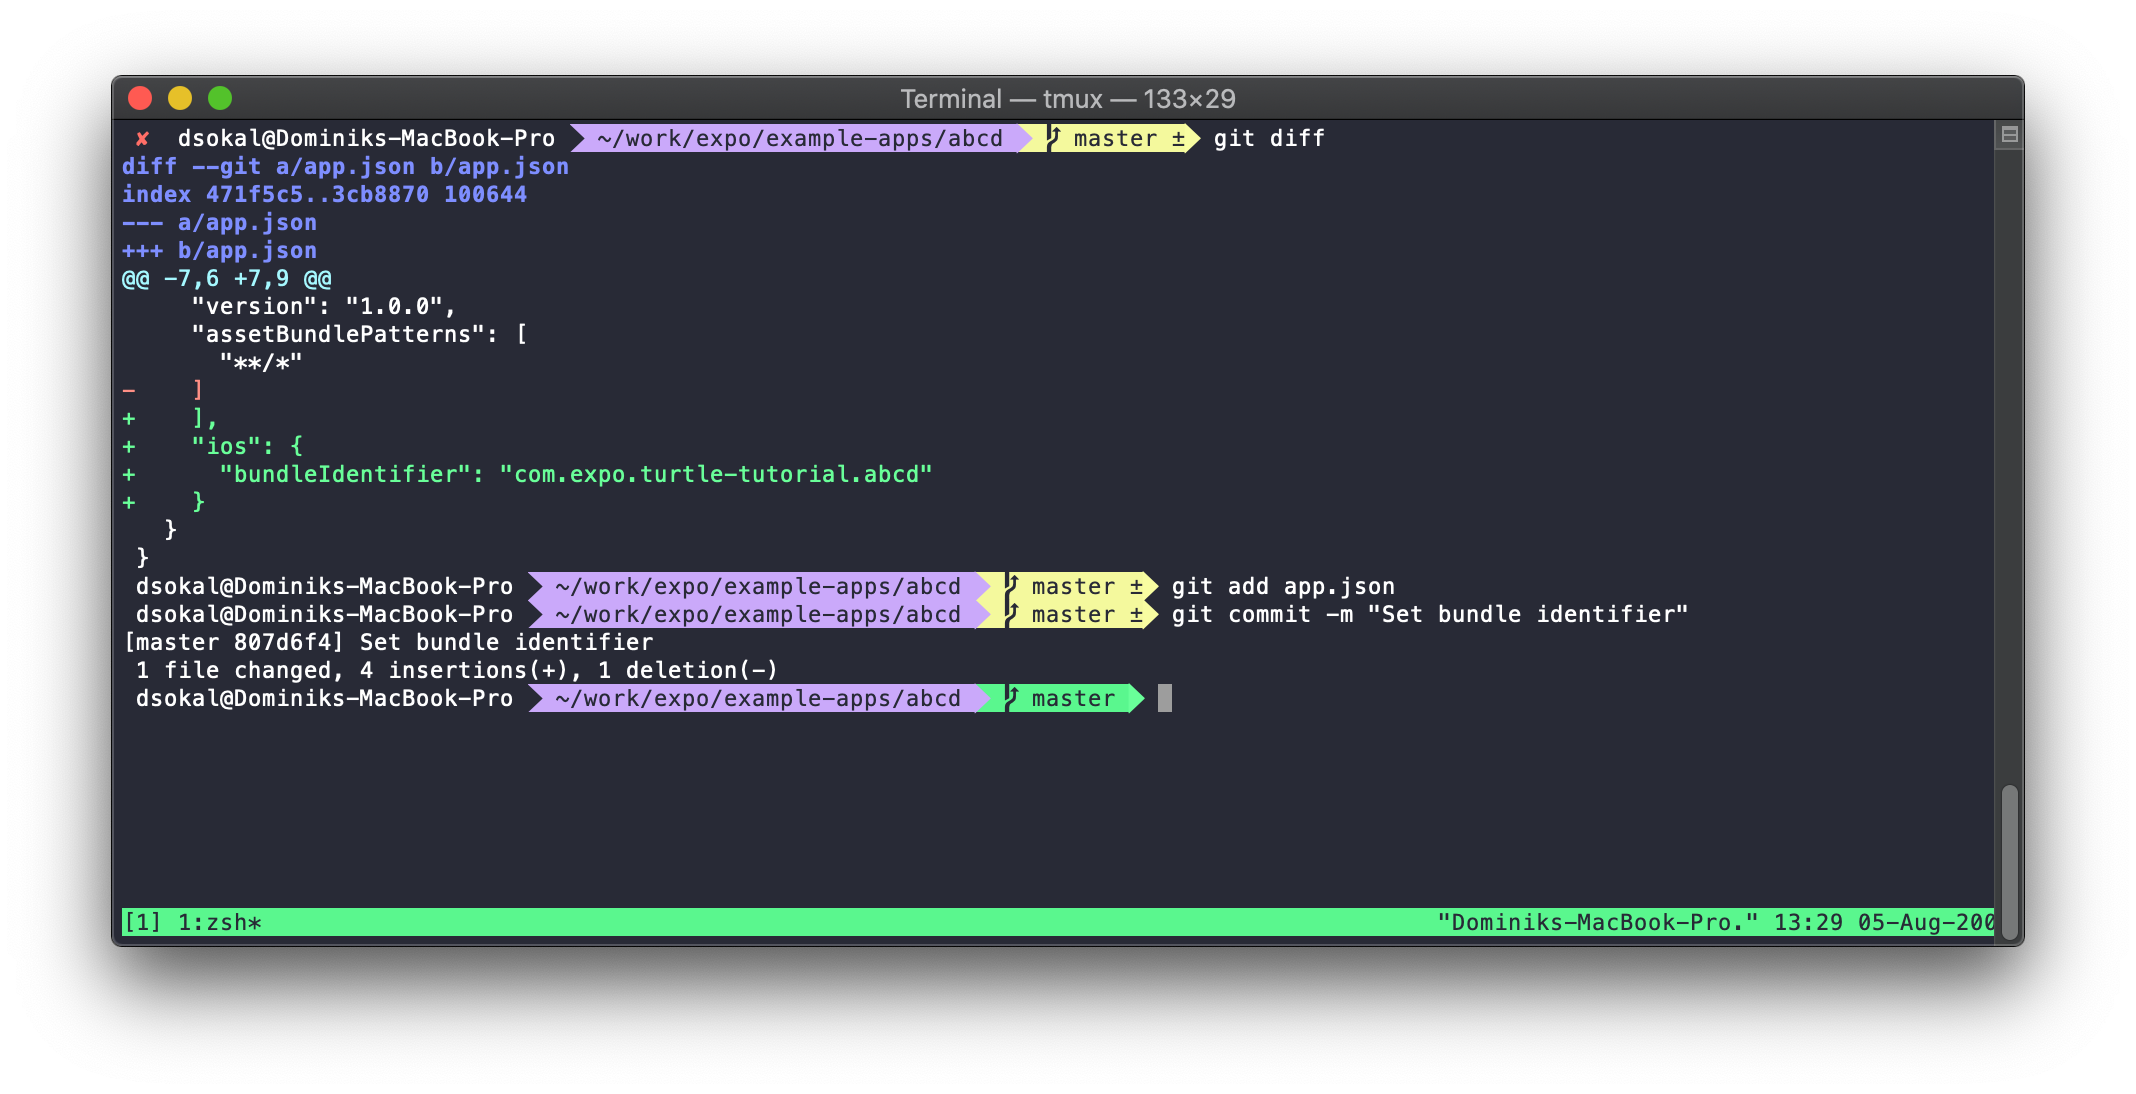 Terminal — tmux — 133×29
✘ dsokal@Dominiks-MacBook-Pro ~/work/expo/example-apps/abcd master ± git diff
diff --git a/app.json b/app.json
index 471f5c5..3cb8870 100644
--- a/app.json
+++ b/app.json
@@ -7,6 +7,9 @@
     "version": "1.0.0",
     "assetBundlePatterns": [
       "**/*"
-    ]
+    ],
+    "ios": {
+      "bundleIdentifier": "com.expo.turtle-tutorial.abcd"
+    }
   }
 }
dsokal@Dominiks-MacBook-Pro ~/work/expo/example-apps/abcd master ± git add app.json
dsokal@Dominiks-MacBook-Pro ~/work/expo/example-apps/abcd master ± git commit -m "Set bundle identifier"
[master 807d6f4] Set bundle identifier
 1 file changed, 4 insertions(+), 1 deletion(-)
dsokal@Dominiks-MacBook-Pro ~/work/expo/example-apps/abcd master
[1] 1:zsh* "Dominiks-MacBook-Pro." 13:29 05-Aug-200